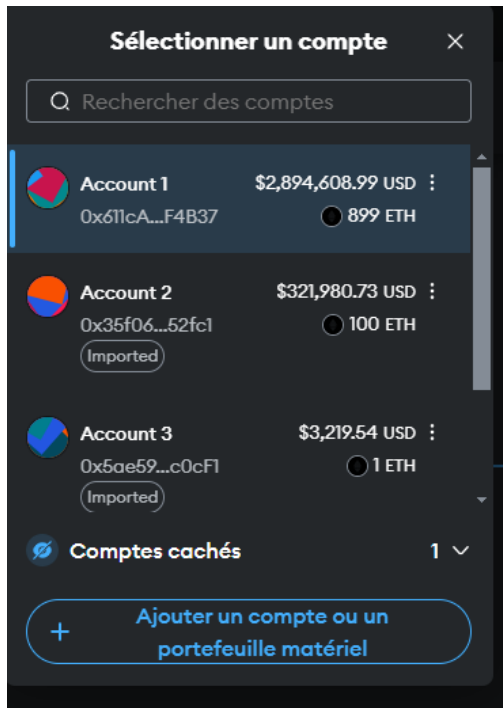 Sélectionner un compte
Rechercher des comptes
Account 1 $2,894,608.99 USD
0x611cA...F4B37 899 ETH
Account 2 $321,980.73 USD
0x35f06...52fc1 100 ETH
Imported
Account 3 $3,219.54 USD
0x5ae59...c0cF1 1 ETH
Imported
Comptes cachés 1
+ Ajouter un compte ou un
portefeuille matériel